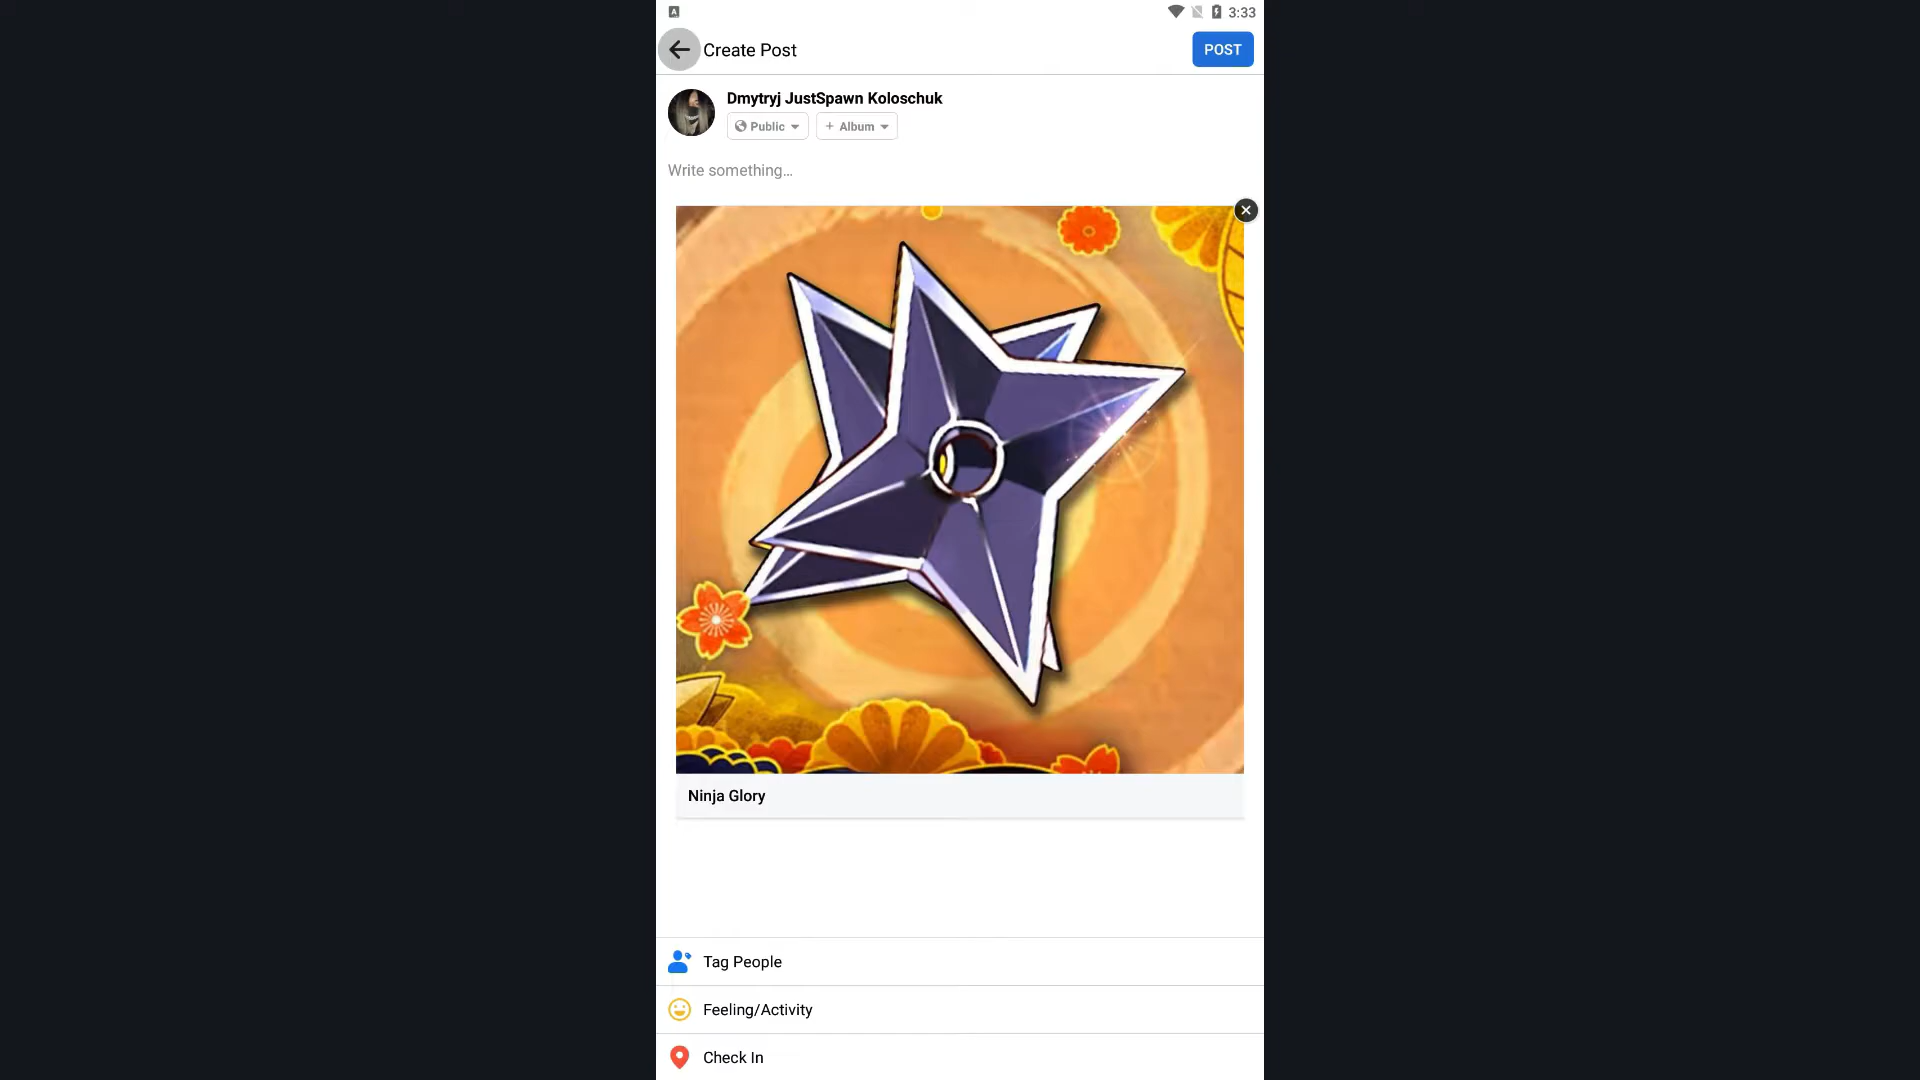 A
3:33
Create Post
POST
Dmytryj JustSpawn Koloschuk
Public
+ Album
Write something...
Ninja Glory
Tag People
Feeling/Activity
Check In